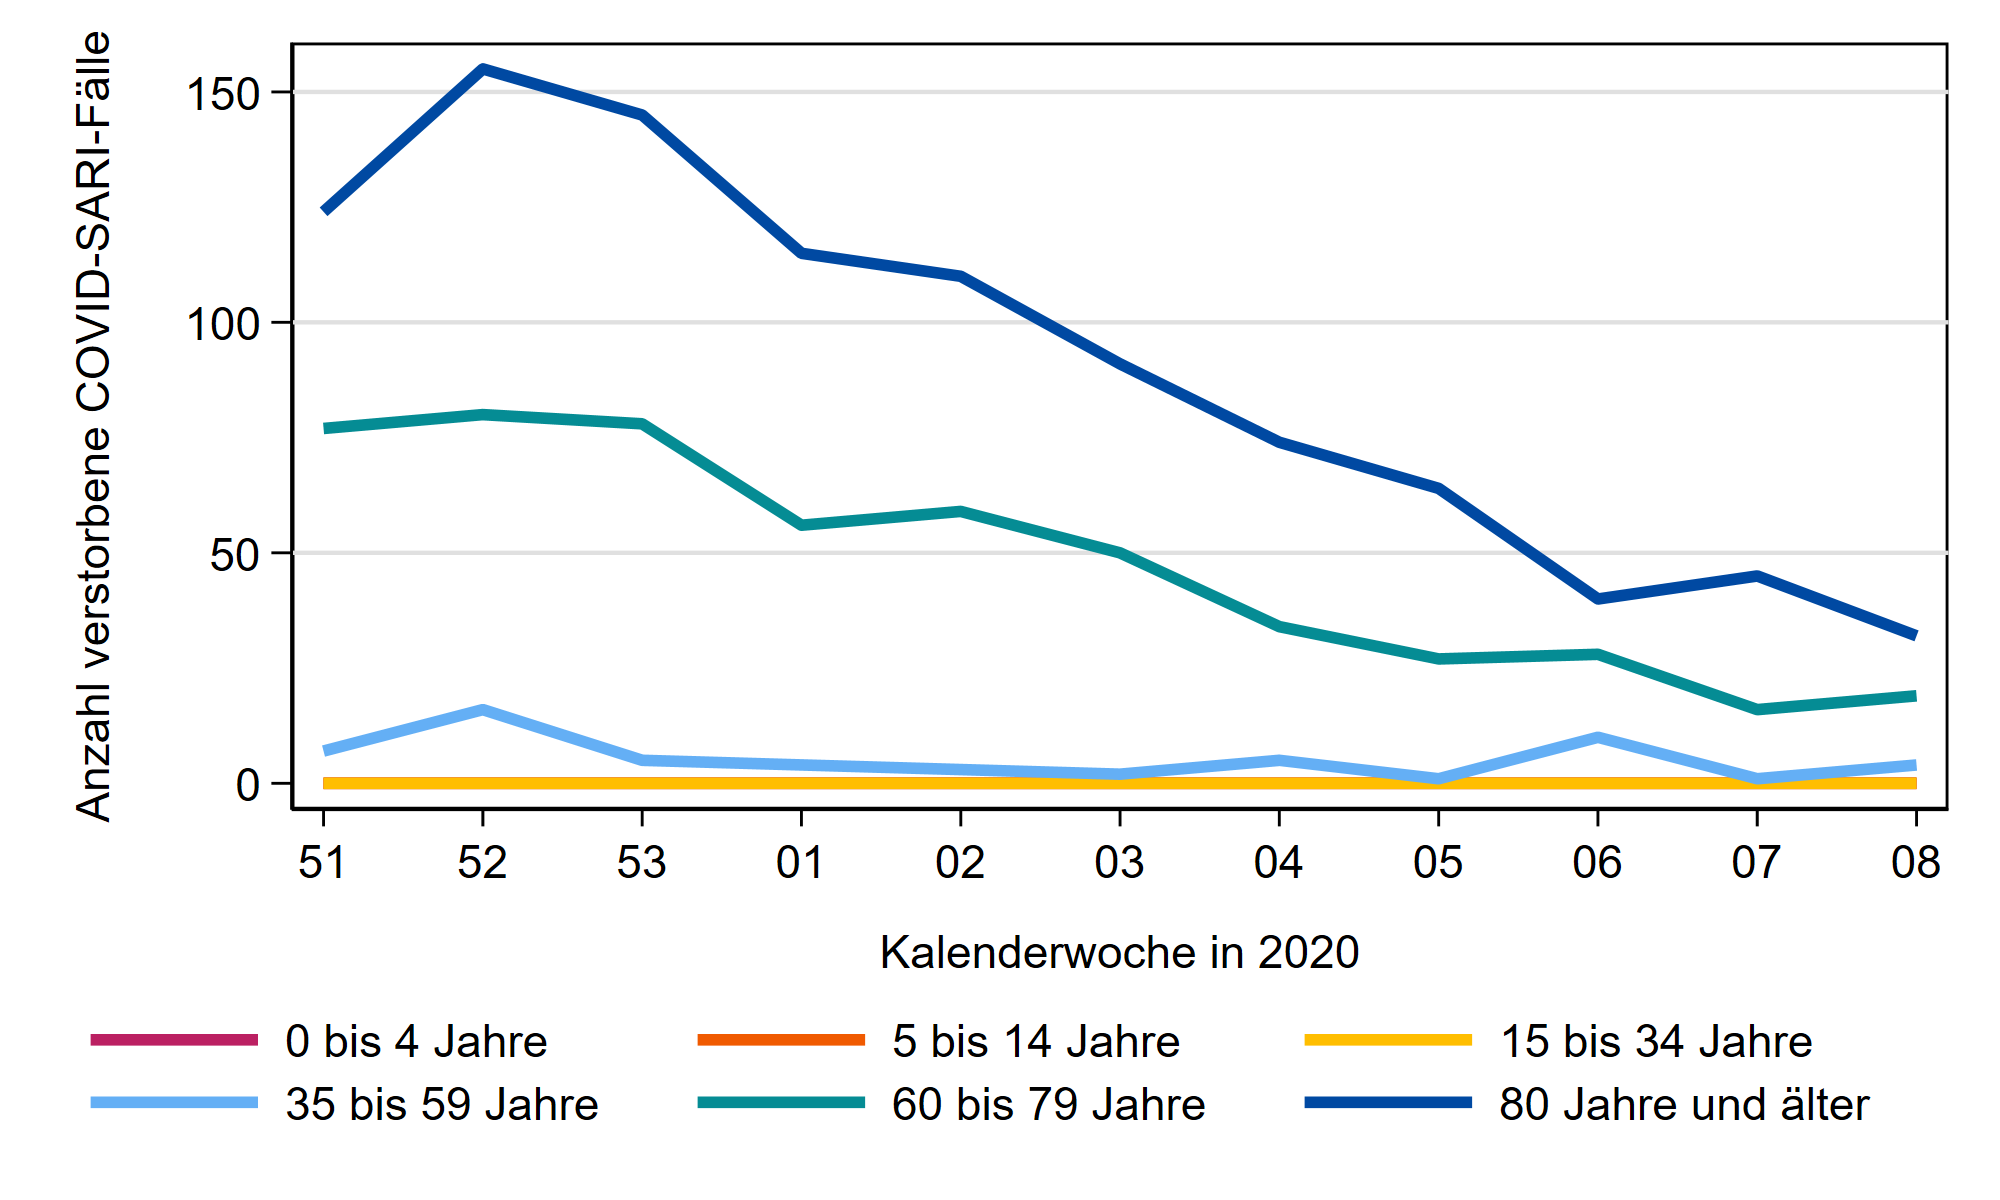 Anzahl verstorbene COVID-SARI-Fälle
150
100
50
0
51 52 53 01 02 03 04 05 06 07 08
Kalenderwoche in 2020
0 bis 4 Jahre 5 bis 14 Jahre 15 bis 34 Jahre
35 bis 59 Jahre 60 bis 79 Jahre 80 Jahre und älter